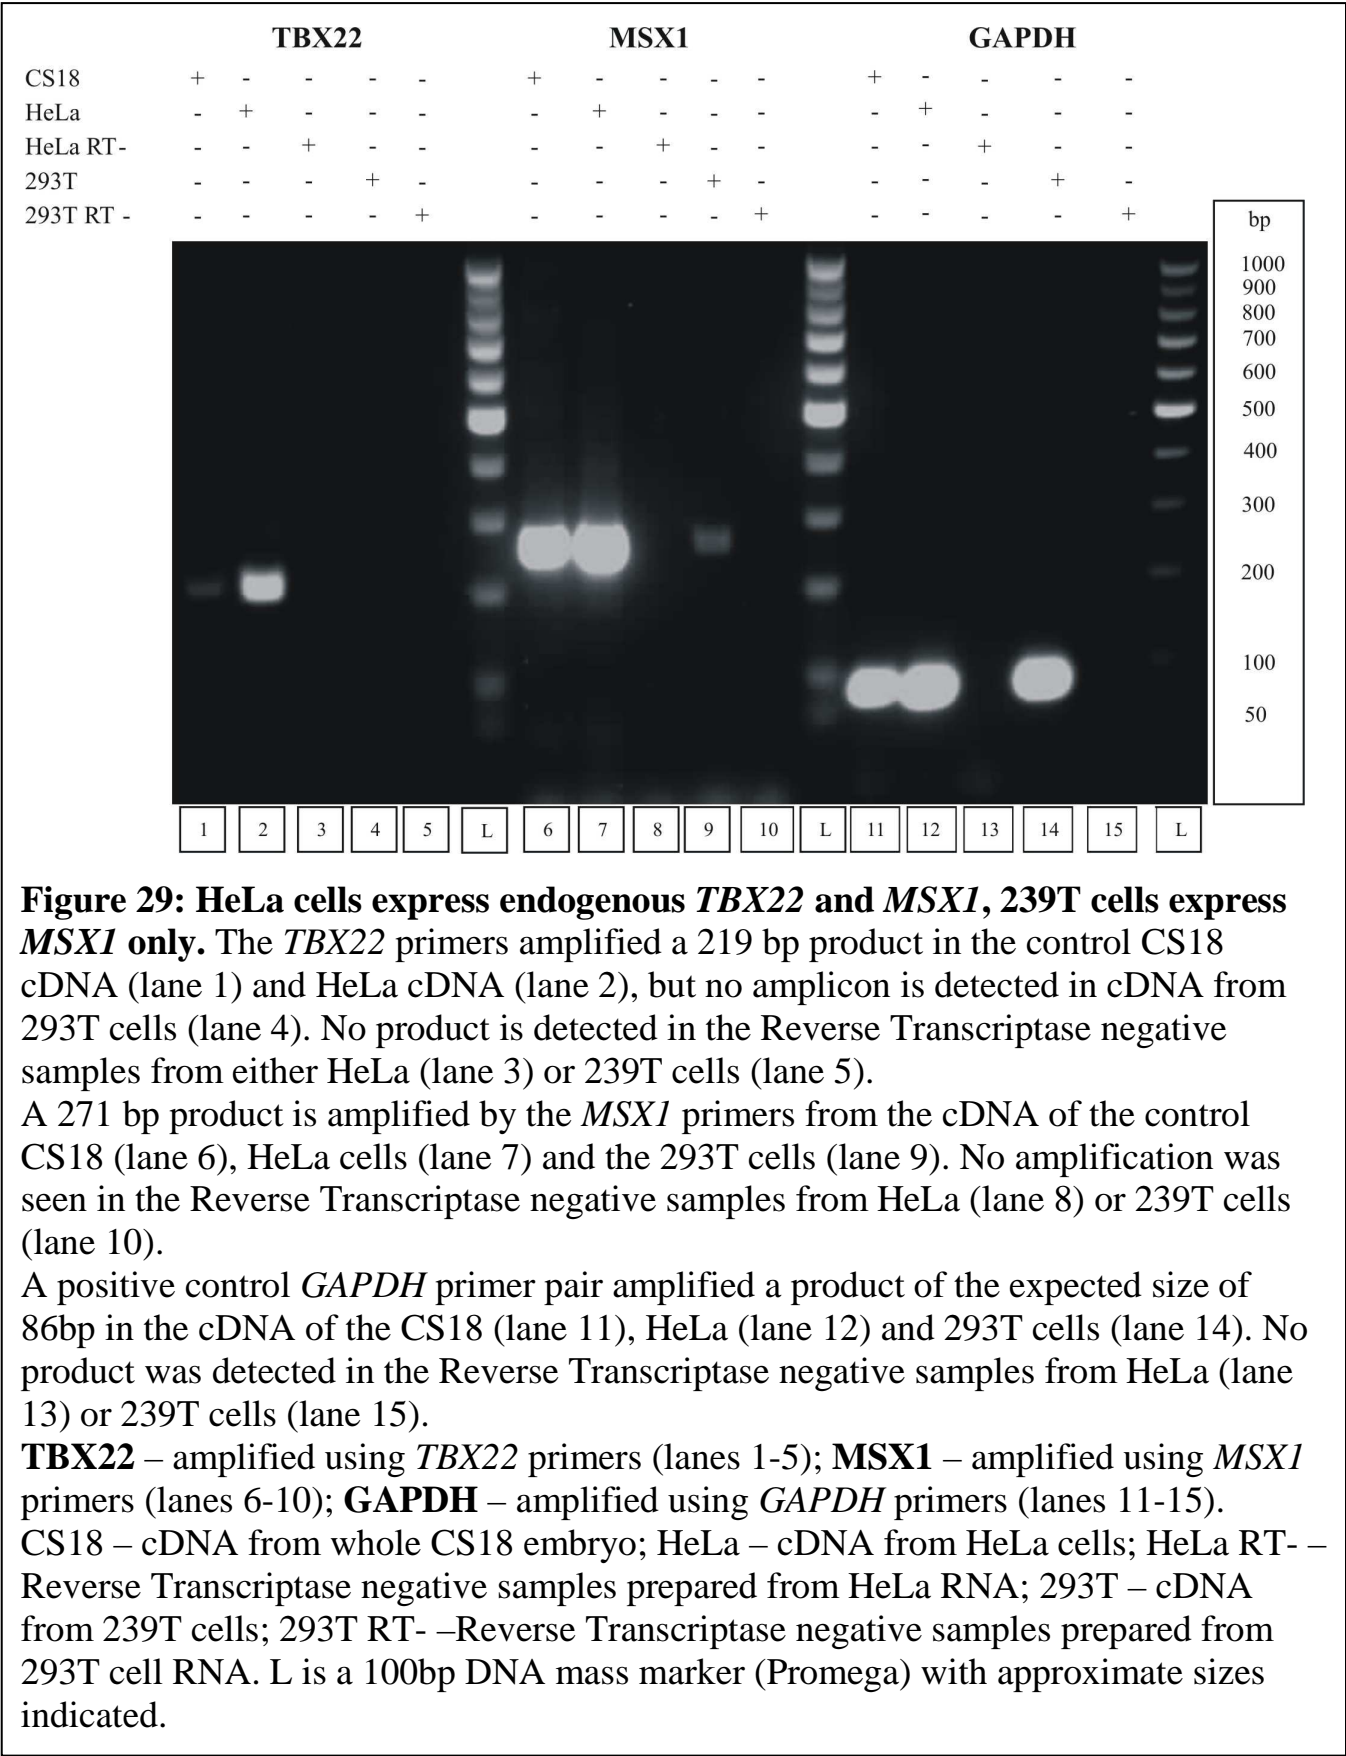 TBX22 MSX1 GAPDH
CS18 + - - - - + - - - - + - - - -
HeLa - + - - - - + - - - - + - - -
HeLa RT- - - + - - - - + - - - - + - -
293T - - - + - - - - + - - - - + -
293T RT - - - - - + - - - - + - - - - +
bp
1000
900
800
700
600
500
400
300
200
100
50
1 2 3 4 5 L 6 7 8 9 10 L 11 12 13 14 15 L
Figure 29: HeLa cells express endogenous TBX22 and MSX1, 239T cells express
MSX1 only. The TBX22 primers amplified a 219 bp product in the control CS18
cDNA (lane 1) and HeLa cDNA (lane 2), but no amplicon is detected in cDNA from
293T cells (lane 4). No product is detected in the Reverse Transcriptase negative
samples from either HeLa (lane 3) or 239T cells (lane 5).
A 271 bp product is amplified by the MSX1 primers from the cDNA of the control
CS18 (lane 6), HeLa cells (lane 7) and the 293T cells (lane 9). No amplification was
seen in the Reverse Transcriptase negative samples from HeLa (lane 8) or 239T cells
(lane 10).
A positive control GAPDH primer pair amplified a product of the expected size of
86bp in the cDNA of the CS18 (lane 11), HeLa (lane 12) and 293T cells (lane 14). No
product was detected in the Reverse Transcriptase negative samples from HeLa (lane
13) or 239T cells (lane 15).
TBX22 – amplified using TBX22 primers (lanes 1-5); MSX1 – amplified using MSX1
primers (lanes 6-10); GAPDH – amplified using GAPDH primers (lanes 11-15).
CS18 – cDNA from whole CS18 embryo; HeLa – cDNA from HeLa cells; HeLa RT- –
Reverse Transcriptase negative samples prepared from HeLa RNA; 293T – cDNA
from 239T cells; 293T RT- –Reverse Transcriptase negative samples prepared from
293T cell RNA. L is a 100bp DNA mass marker (Promega) with approximate sizes
indicated.